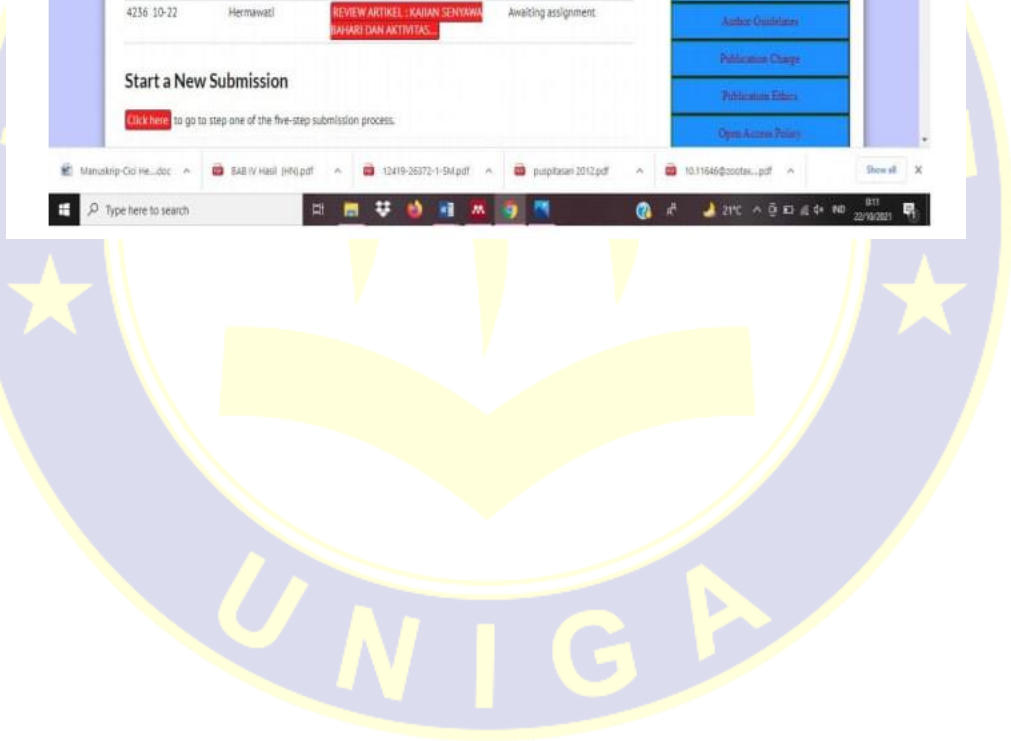 4236 10-22 Hermawati REVIEW ARTIKEL : KAJIAN SENYAWA BAHARI DAN AKTIVITAS... Awaiting assignment
Start a New Submission
Click here to go to step one of the five-step submission process.
Author Guidelines
Publication Charge
Publication Ethics
Open Access Policy
Manuskrip-Cici He...doc
BAB IV Hasil (HN).pdf
12419-26372-1-SM.pdf
puspitasari 2012.pdf
10.11646@zootax...pdf
Show all X
Type here to search
21°C
IND
8:11
22/10/2021
UNIGA